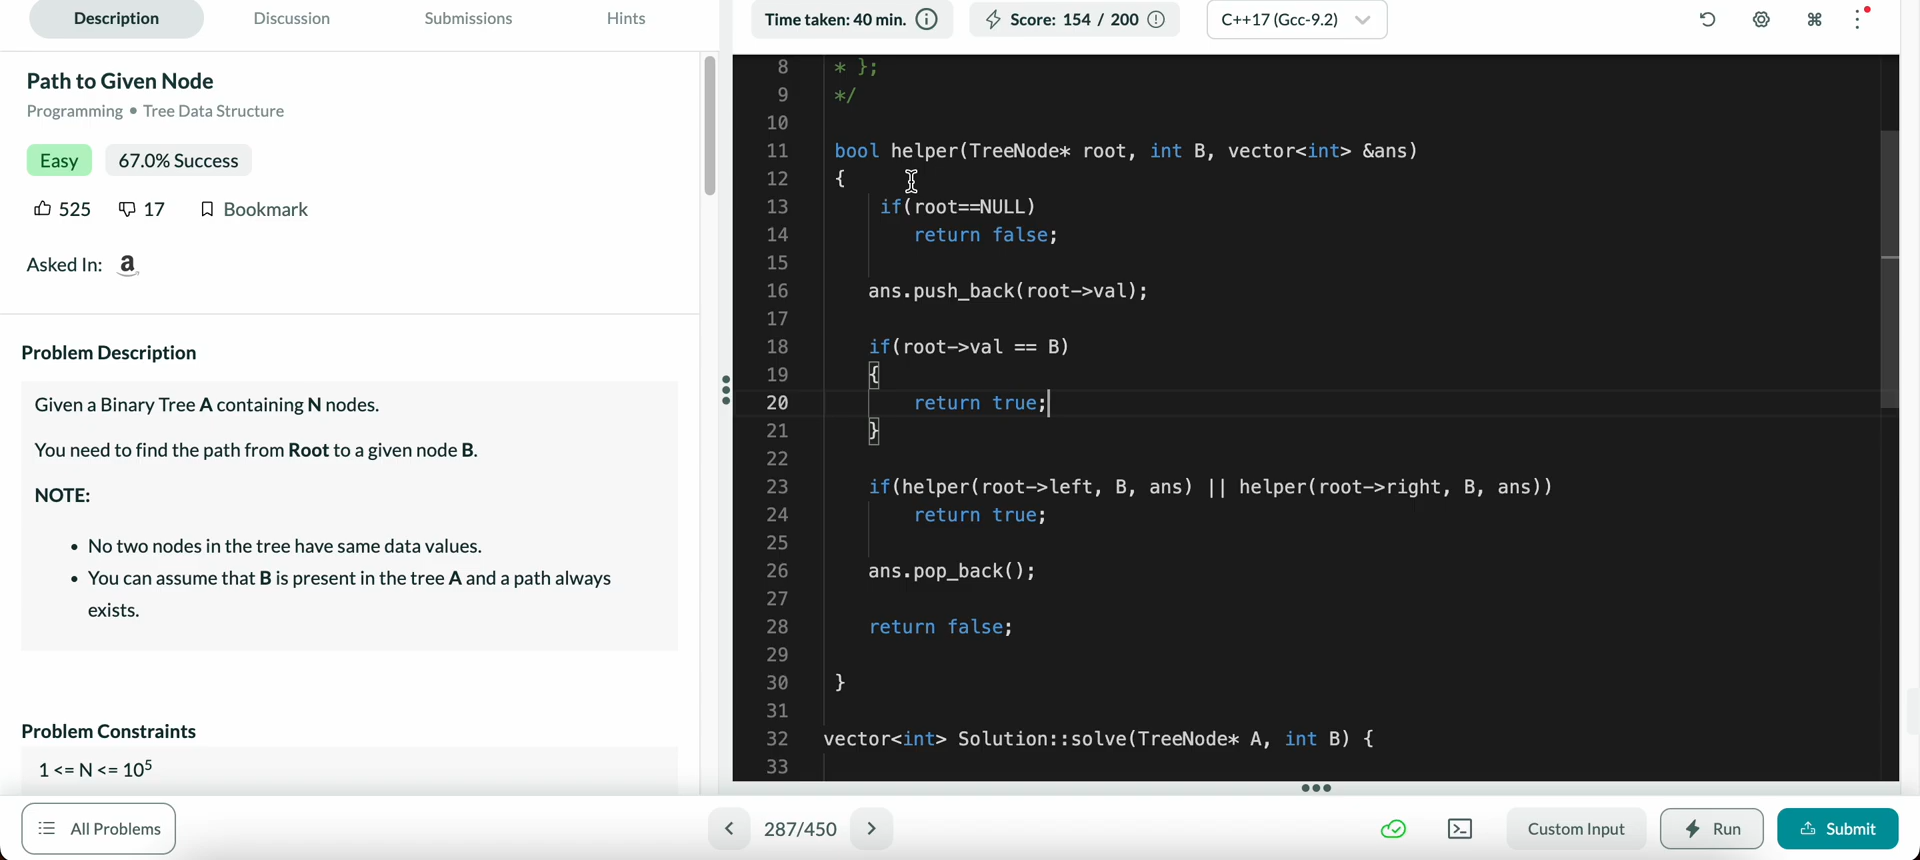 Description
Discussion
Submissions
Hints
Path to Given Node
Programming • Tree Data Structure
Easy
67.0% Success
525
17
Bookmark
Asked In: a
Problem Description
Given a Binary Tree A containing N nodes.
You need to find the path from Root to a given node B.
NOTE:
• No two nodes in the tree have same data values.
• You can assume that B is present in the tree A and a path always
exists.
Problem Constraints
1 <= N <= 10⁵
Time taken: 40 min.
Score: 154 / 200
C++17 (Gcc-9.2)
8 * };
9 */
10
11 bool helper(TreeNode* root, int B, vector<int> &ans)
12 {
13 if(root==NULL)
14 return false;
15
16 ans.push_back(root->val);
17
18 if(root->val == B)
19 {
20 return true;
21 }
22
23 if(helper(root->left, B, ans) || helper(root->right, B, ans))
24 return true;
25
26 ans.pop_back();
27
28 return false;
29
30 }
31
32 vector<int> Solution::solve(TreeNode* A, int B) {
33
All Problems
< 287/450 >
Custom Input
Run
Submit